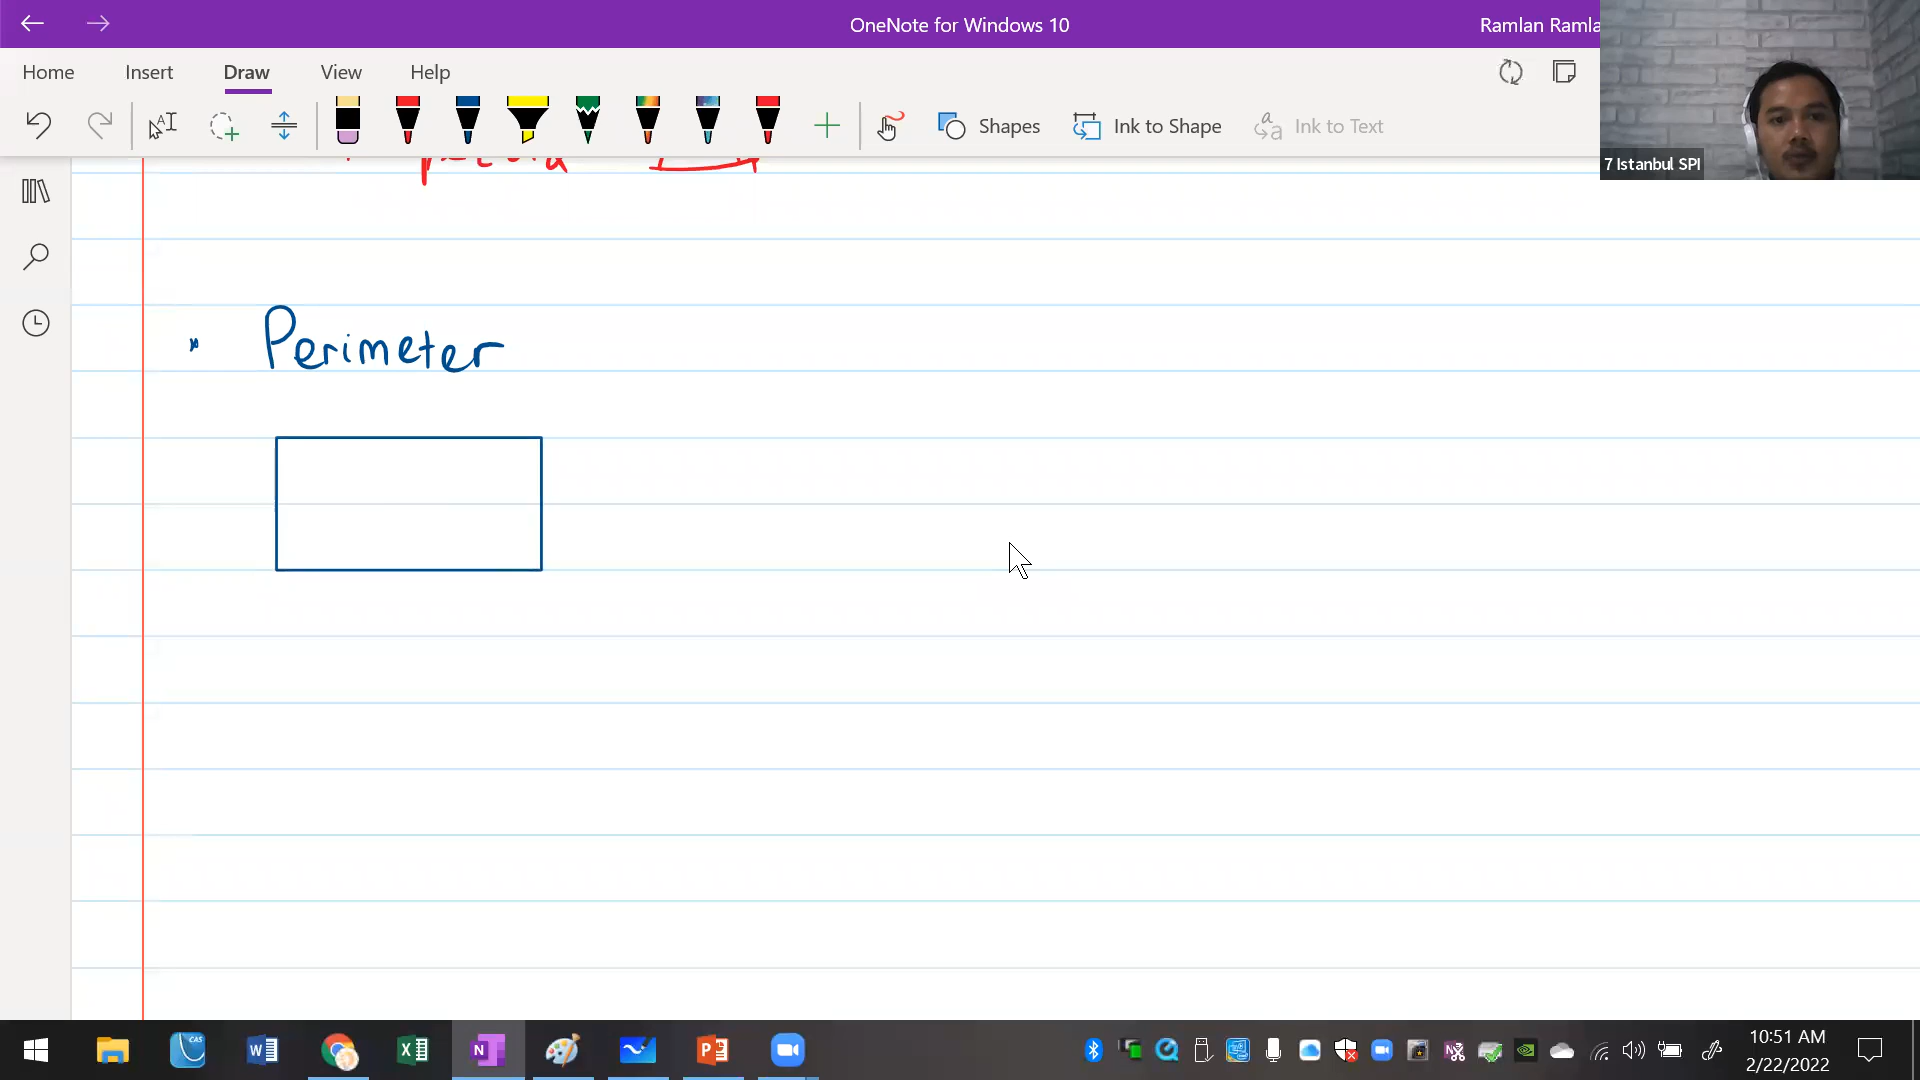 OneNote for Windows 10
Ramlan Ramla
Home Insert Draw View Help
Shapes Ink to Shape Ink to Text
7 Istanbul SPI
Perimeter
10:51 AM
2/22/2022